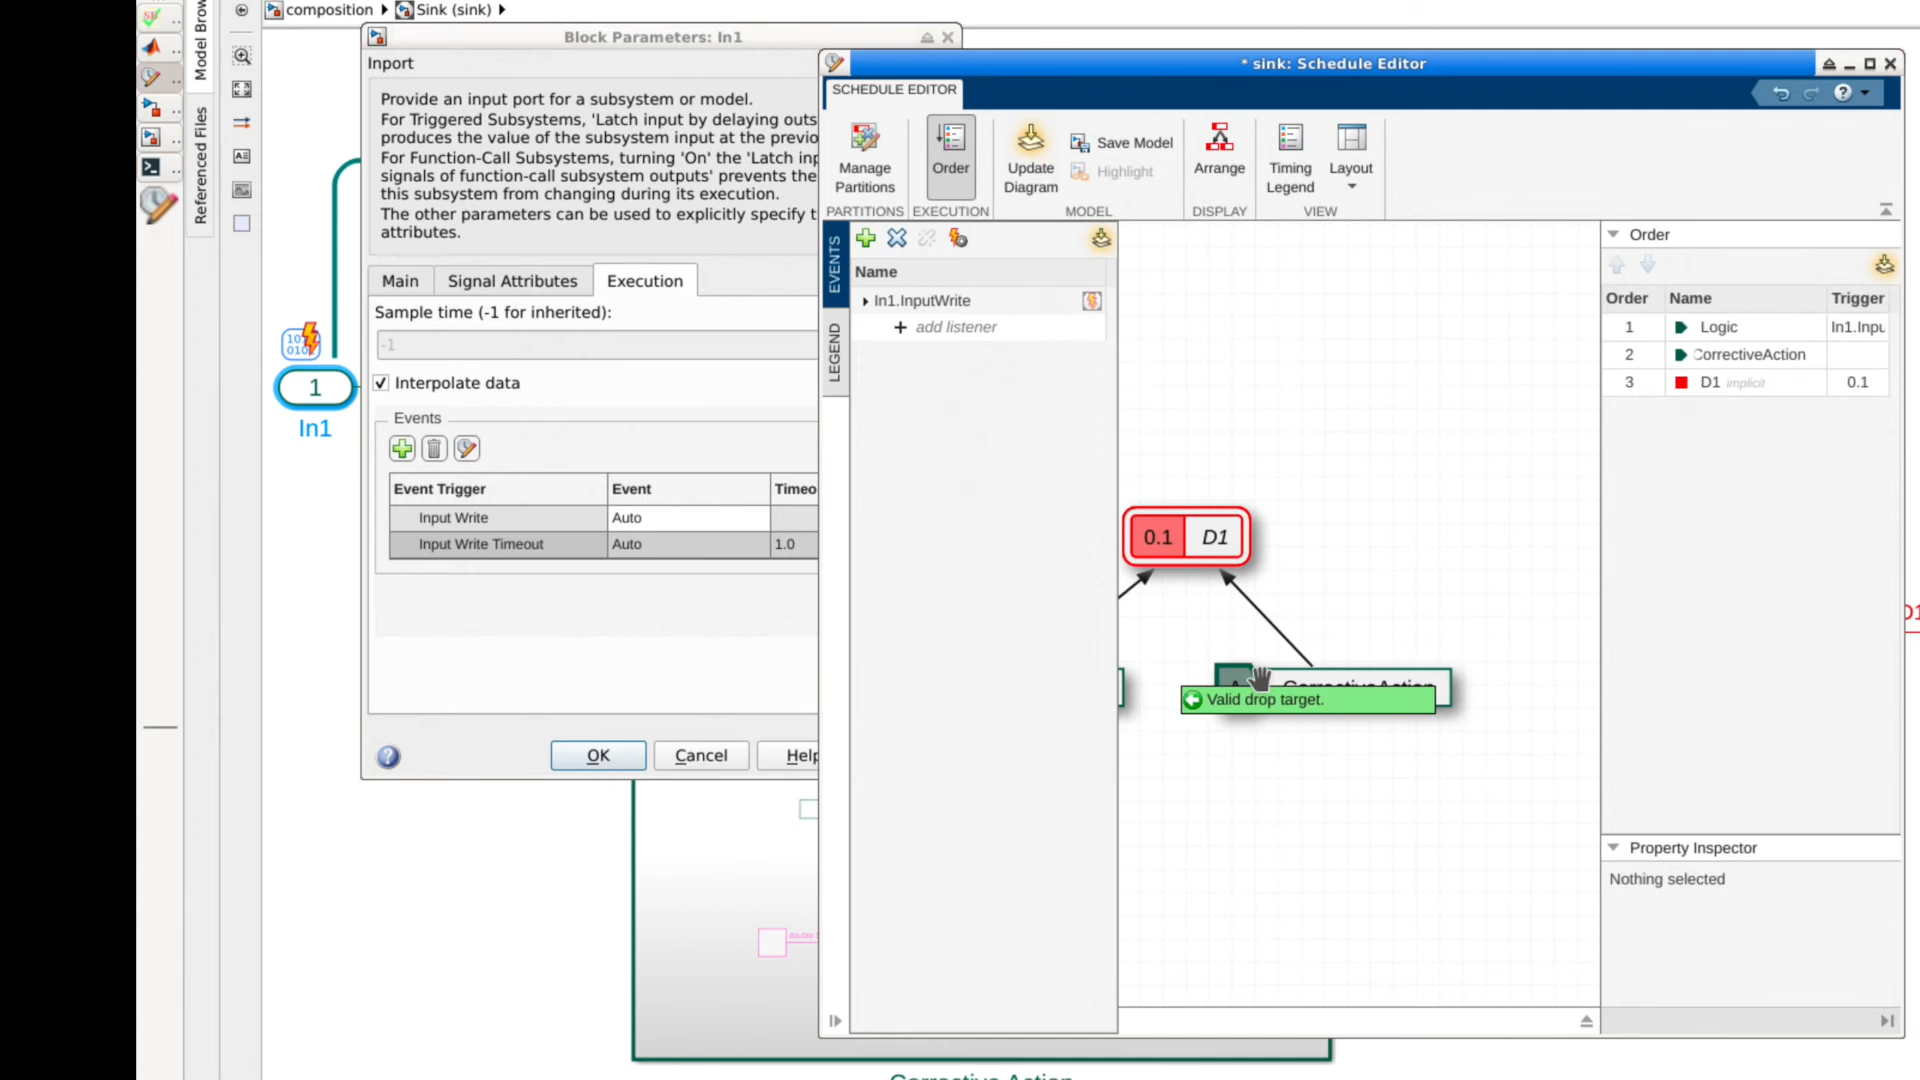 composition
Sink (sink)
Model Brow
Referenced Files
1
In1
Block Parameters: In1
Inport
Provide an input port for a subsystem or model.
For Triggered Subsystems, 'Latch input by delaying outs
produces the value of the subsystem input at the previo
For Function-Call Subsystems, turning 'On' the 'Latch inp
signals of function-call subsystem outputs' prevents the
this subsystem from changing during its execution.
The other parameters can be used to explicitly specify t
attributes.
Main
Signal Attributes
Execution
Sample time (-1 for inherited):
-1
Interpolate data
Events
Event Trigger
Event
Timeo
Input Write
Auto
Input Write Timeout
Auto
1.0
OK
Cancel
Help
* sink: Schedule Editor
SCHEDULE EDITOR
Manage
Partitions
Order
Update
Diagram
Save Model
Highlight
Arrange
Timing
Legend
Layout
PARTITIONS
EXECUTION
MODEL
DISPLAY
VIEW
EVENTS
LEGEND
Name
In1.InputWrite
add listener
0.1
D1
Valid drop target.
Order
Order
Name
Trigger
1
Logic
In1.Inpu
2
CorrectiveAction
3
D1 implicit
0.1
Property Inspector
Nothing selected
D1
double